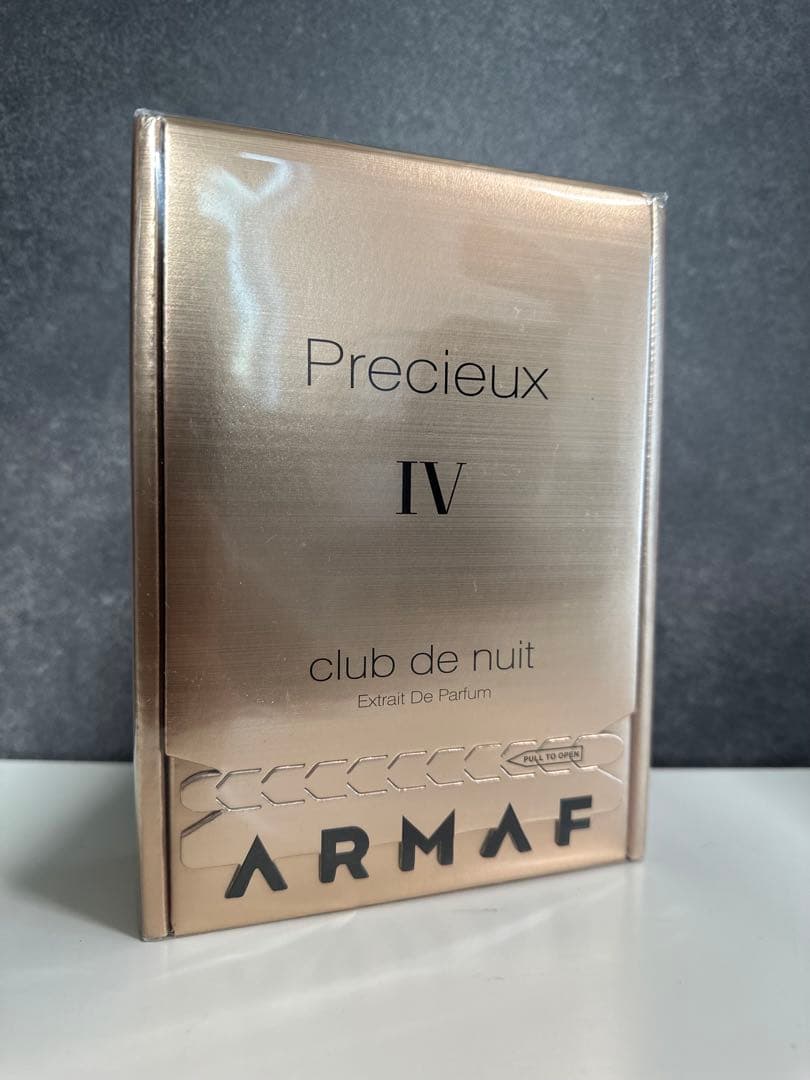 Precieux
IV
club de nuit
Extrait De Parfum
PULL TO OPEN
ARMAF